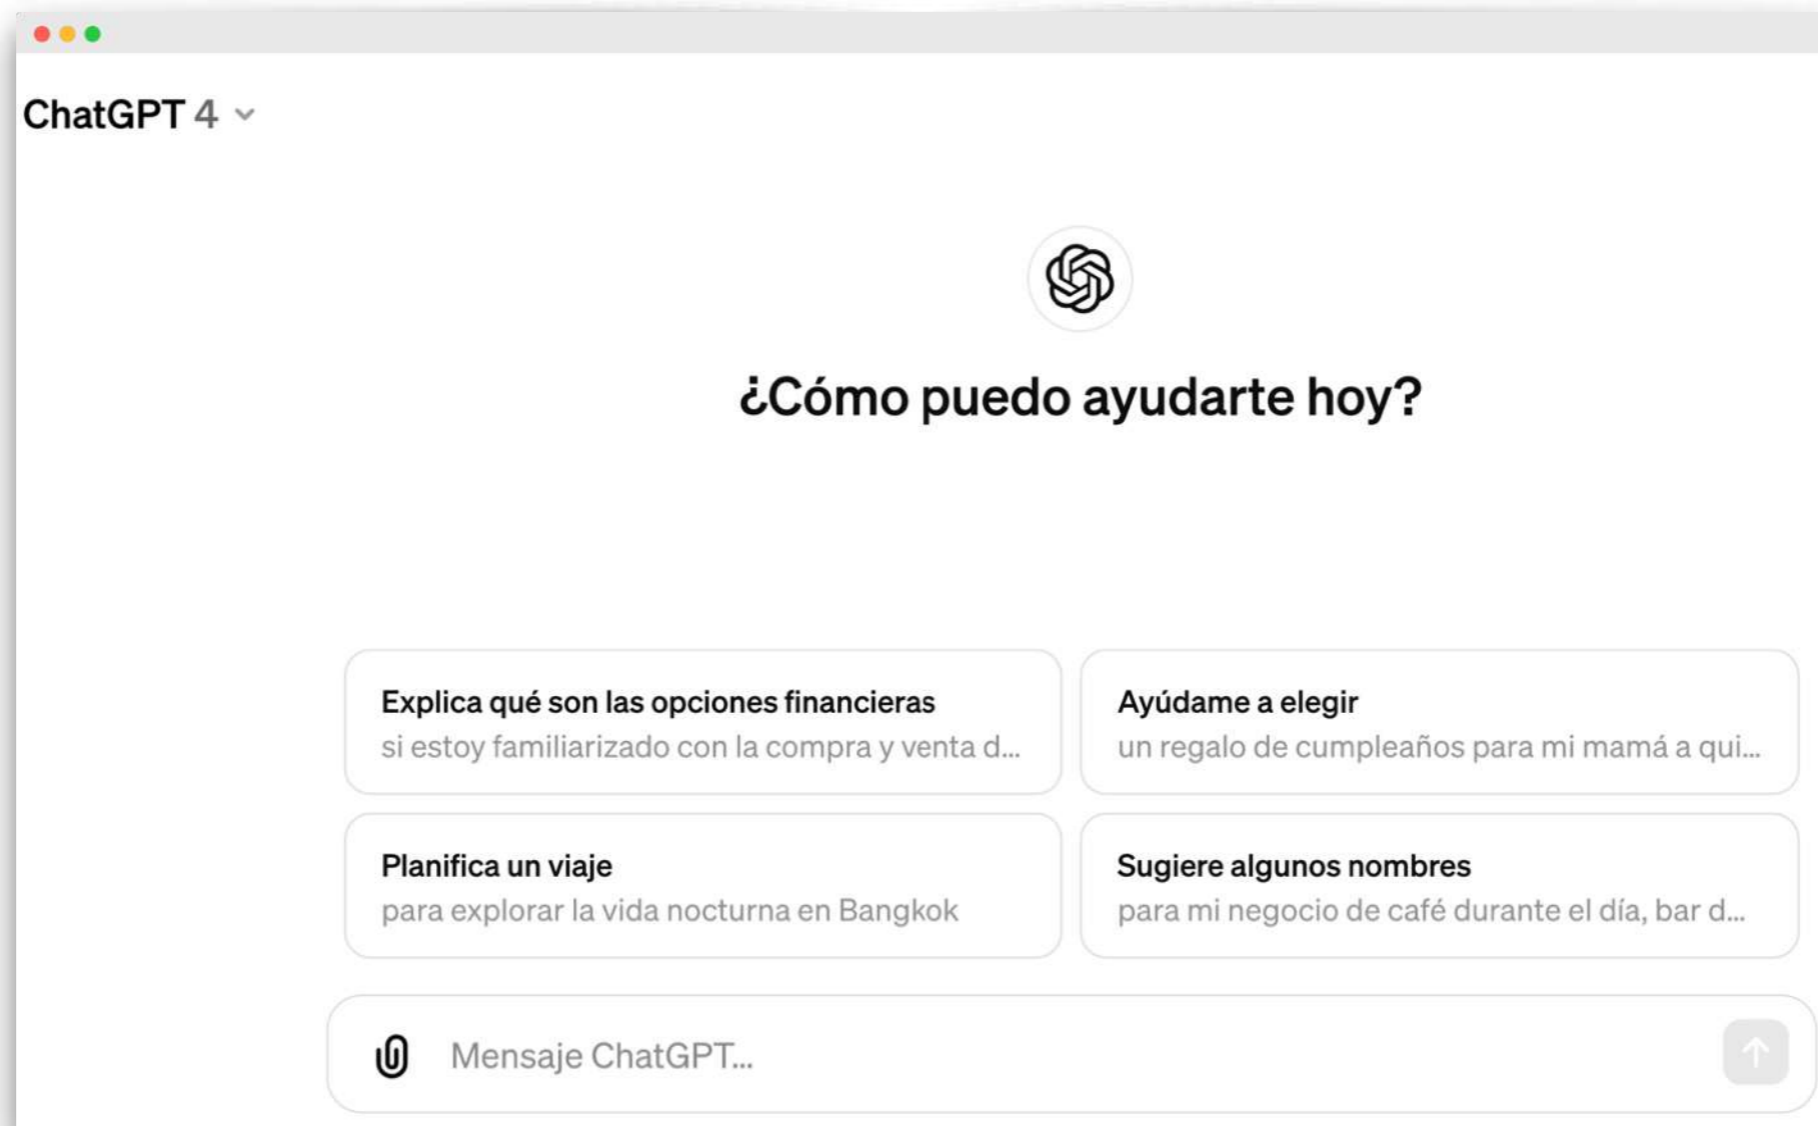 ChatGPT 4
¿Cómo puedo ayudarte hoy?
Explica qué son las opciones financieras
si estoy familiarizado con la compra y venta d...
Ayúdame a elegir
un regalo de cumpleaños para mi mamá a qui...
Planifica un viaje
para explorar la vida nocturna en Bangkok
Sugiere algunos nombres
para mi negocio de café durante el día, bar d...
Mensaje ChatGPT...